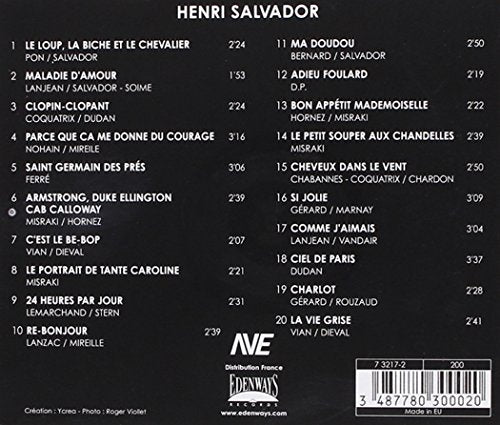 HENRI SALVADOR
1 LE LOUP, LA BICHE ET LE CHEVALIER 2'24
PON / SALVADOR
2 MALADIE D'AMOUR 1'53
LANJEAN / SALVADOR - SOIME
3 CLOPIN-CLOPANT 2'24
COQUATRIX / DUDAN
4 PARCE QUE CA ME DONNE DU COURAGE 3'16
NOHAIN / MIREILE
5 SAINT GERMAIN DES PRÉS 3'06
FERRÉ
6 ARMSTRONG, DUKE ELLINGTON 2'39
CAB CALLOWAY
MISRAKI / HORNEZ
7 C'EST LE BE-BOP 2'07
VIAN / DIEVAL
8 LE PORTRAIT DE TANTE CAROLINE 2'21
MISRAKI
9 24 HEURES PAR JOUR 2'31
LEMARCHAND / STERN
10 RE-BONJOUR 2'39
LANZAC / MIREILLE
11 MA DOUDOU 2'50
BERNARD / SALVADOR
12 ADIEU FOULARD 2'19
D.P.
13 BON APPÉTIT MADEMOISELLE 2'22
HORNEZ / MISRAKI
14 LE PETIT SOUPER AUX CHANDELLES 2'39
MISRAKI
15 CHEVEUX DANS LE VENT 2'50
CHABANNES - COQUATRIX / CHARDON
16 SI JOLIE 3'09
GÉRARD / MARNAY
17 COMME J'AIMAIS 3'04
LANJEAN / VANDAIR
18 CIEL DE PARIS 3'37
DUDAN
19 CHARLOT 2'28
GÉRARD / ROUZAUD
20 LA VIE GRISE 2'41
VIAN / DIEVAL
AVE
Distribution France
EDENWAYS
RECORDS
www.edenways.com
Création : Ycrea - Photo : Roger Viollet
7 3217-2 200
3 487780 300020
Made in EU